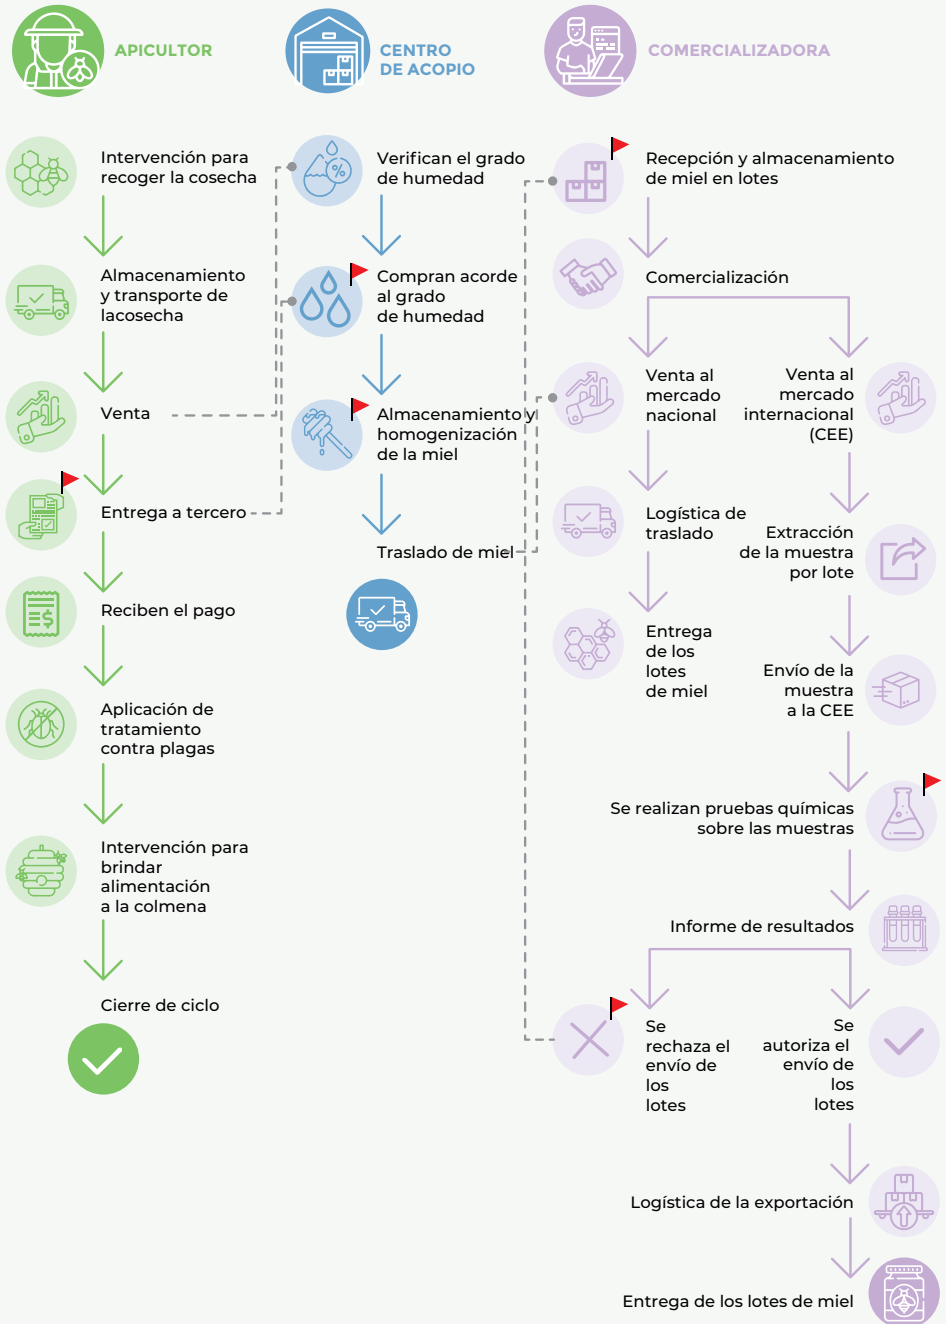 APICULTOR
CENTRO
DE ACOPIO
COMERCIALIZADORA
Intervención para
recoger la cosecha
Almacenamiento
y transporte de
lacosecha
Venta
Entrega a tercero
Reciben el pago
Aplicación de
tratamiento
contra plagas
Intervención para
brindar
alimentación
a la colmena
Cierre de ciclo
%
Verifican el grado
de humedad
Compran acorde
al grado
de humedad
Almacenamiento y
homogenización
de la miel
Traslado de miel
Recepción y almacenamiento
de miel en lotes
Comercialización
Venta al
mercado
nacional
Logística de
traslado
Entrega
de los
lotes
de miel
Venta al
mercado
internacional
(CEE)
Extracción
de la muestra
por lote
Envío de la
muestra
a la CEE
Se realizan pruebas químicas
sobre las muestras
Informe de resultados
Se
rechaza el
envío de
los
lotes
Se
autoriza el
envío de
los
lotes
Logística de la exportación
Entrega de los lotes de miel
$